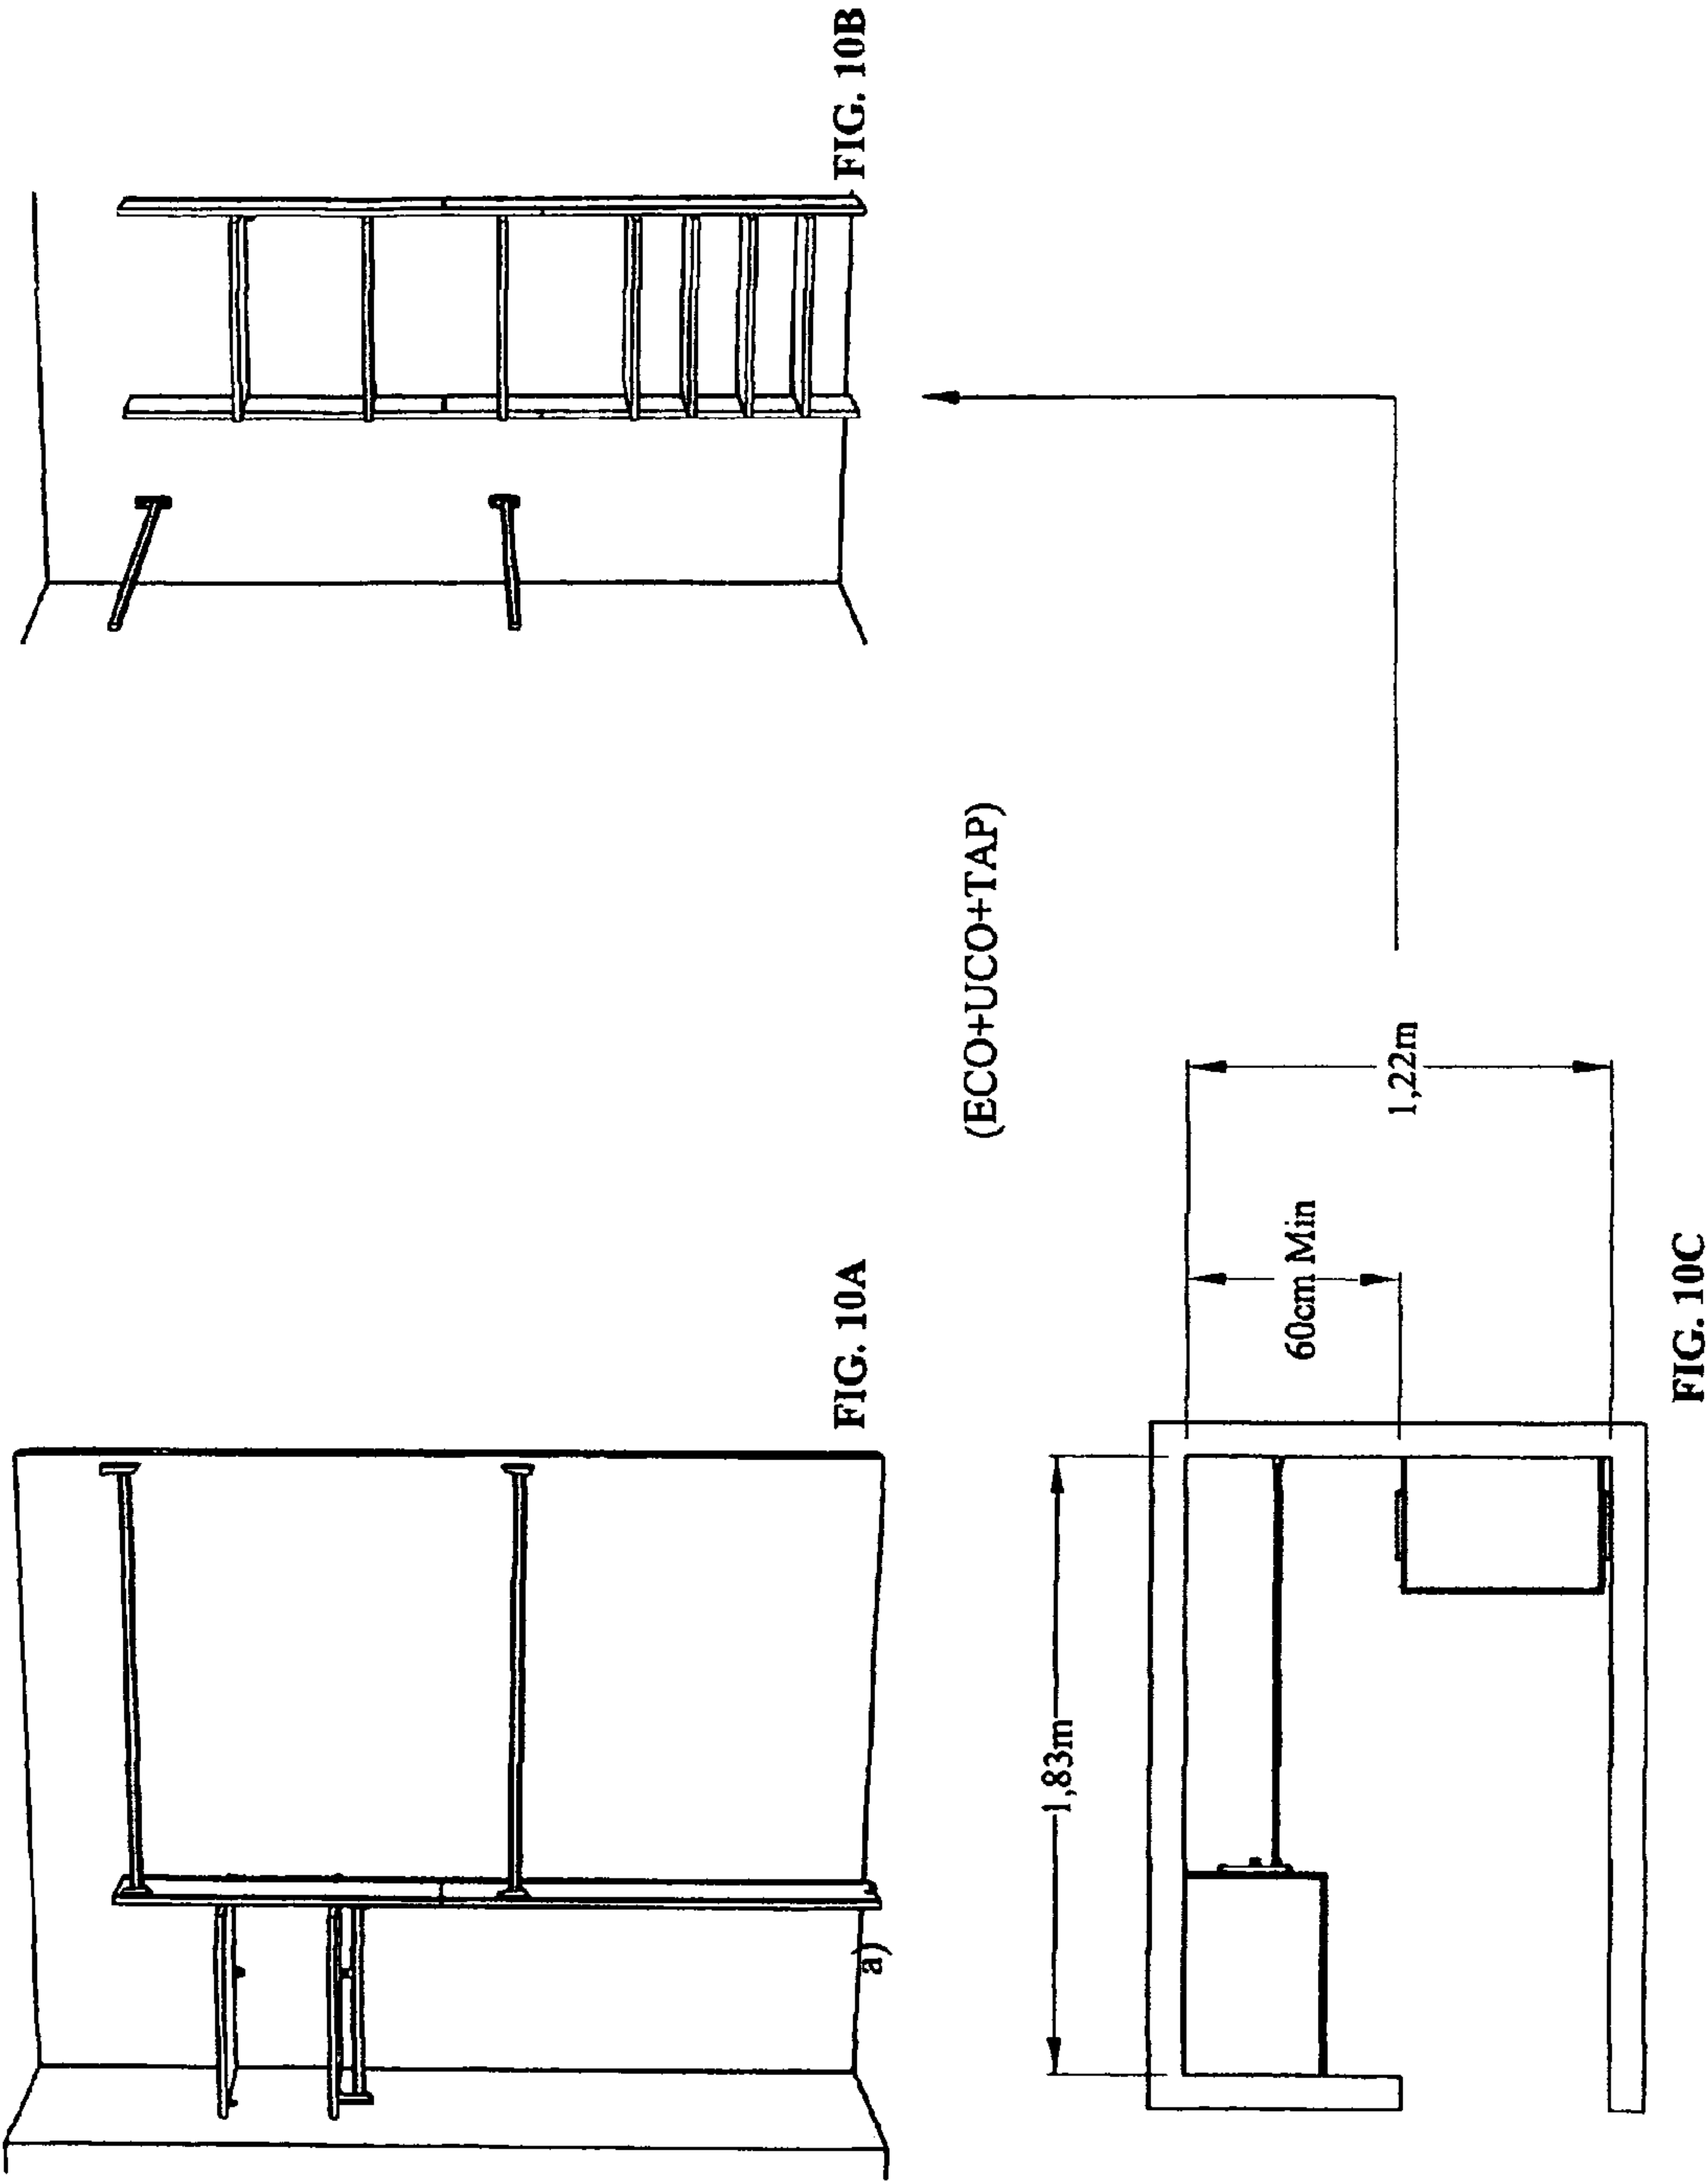 FIG. 10A
FIG. 10B
a)
(ECO+UCO+TAP)
1,83m
60cm Min
1,22m
FIG. 10C